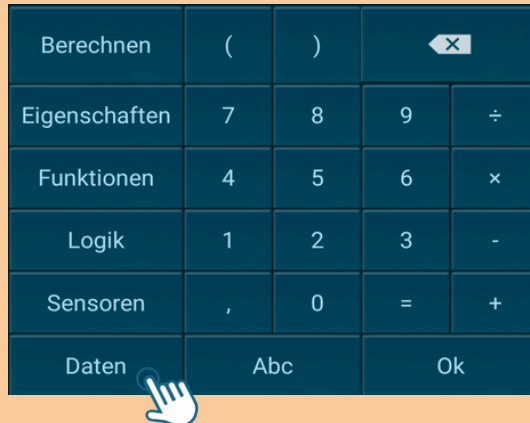 Berechnen ( )
Eigenschaften 7 8 9 ÷
Funktionen 4 5 6 ×
Logik 1 2 3 -
Sensoren , 0 = +
Daten Abc Ok